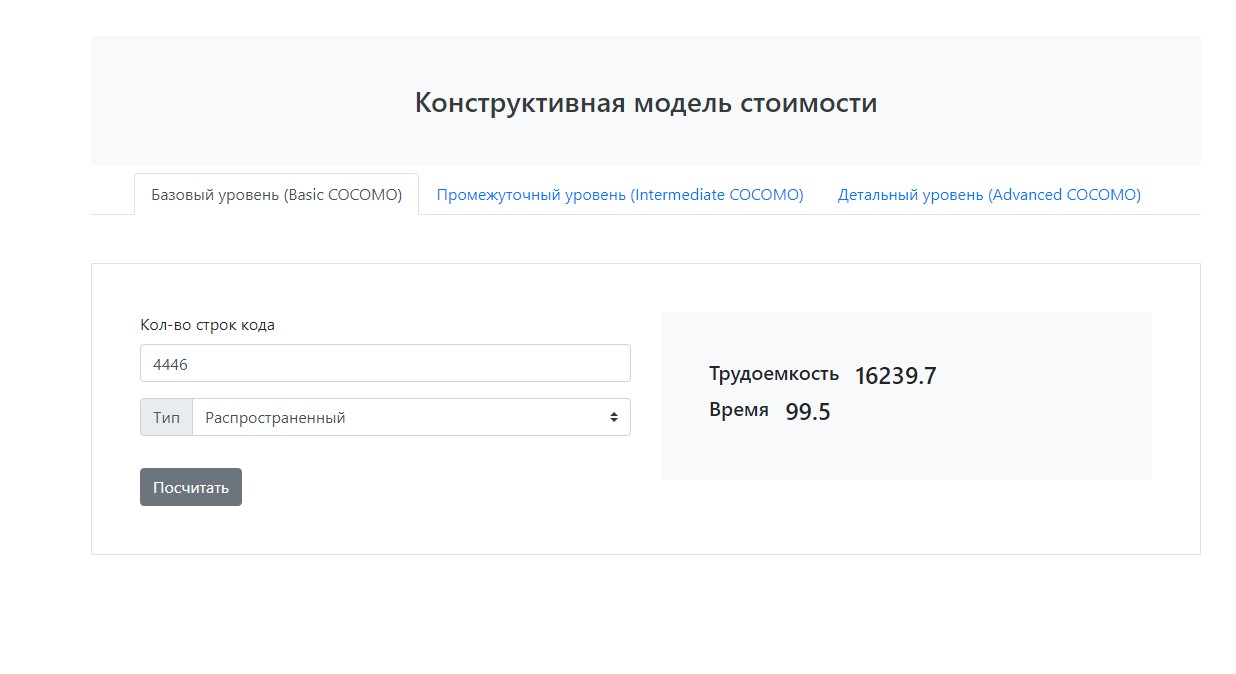 Конструктивная модель стоимости
Базовый уровень (Basic COCOMO) Промежуточный уровень (Intermediate COCOMO) Детальный уровень (Advanced COCOMO)
Кол-во строк кода
4446
Тип Распространенный
Посчитать
Трудоемкость 16239.7
Время 99.5